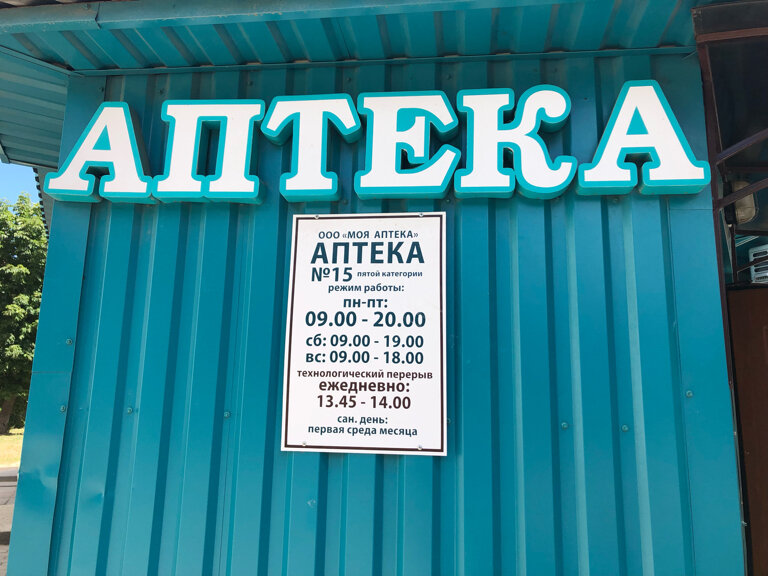 АПТЕКА
ООО «МОЯ АПТЕКА»
АПТЕКА
№15 пятой категории
режим работы:
пн-пт:
09.00 - 20.00
сб: 09.00 - 19.00
вс: 09.00 - 18.00
технологический перерыв
ежедневно:
13.45 - 14.00
сан. день:
первая среда месяца